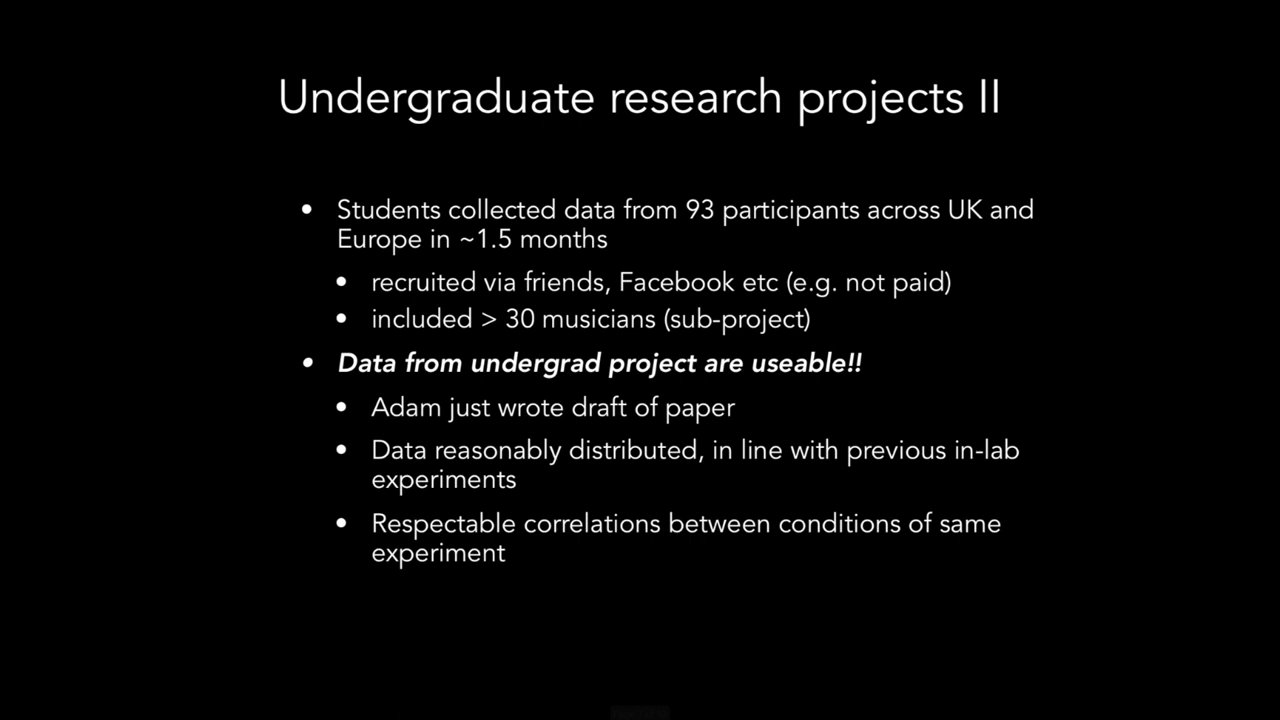 Undergraduate research projects II
• Students collected data from 93 participants across UK and
Europe in ~1.5 months
• recruited via friends, Facebook etc (e.g. not paid)
• included > 30 musicians (sub-project)
• Data from undergrad project are useable!!
• Adam just wrote draft of paper
• Data reasonably distributed, in line with previous in-lab
experiments
• Respectable correlations between conditions of same
experiment